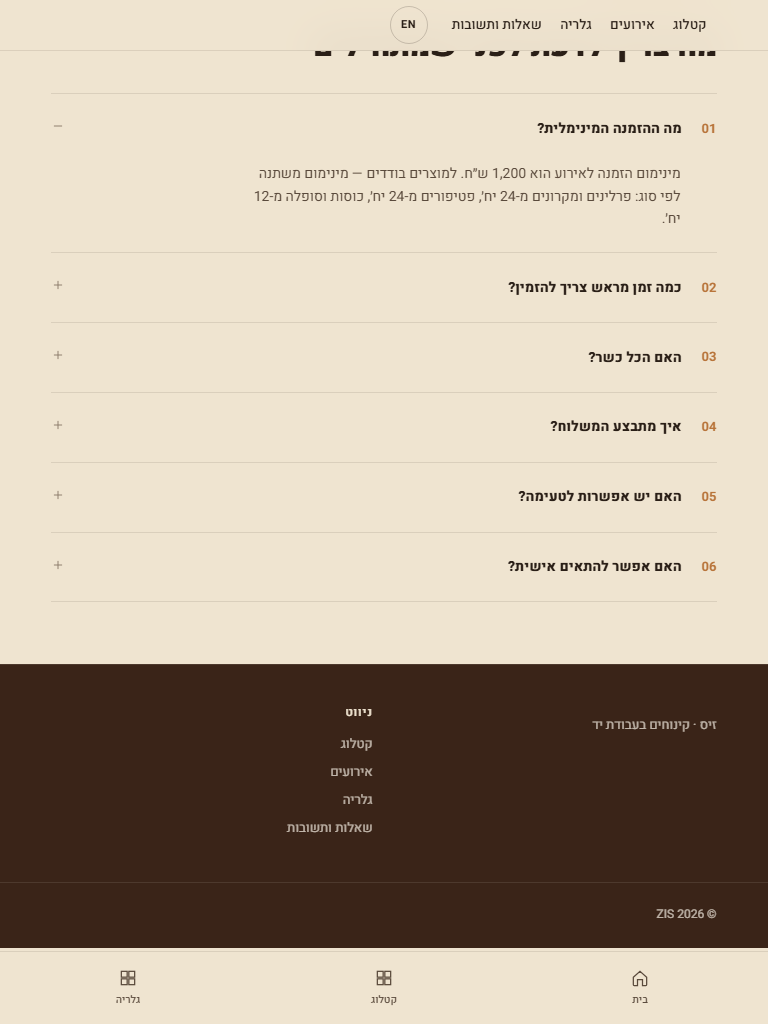 קטלוג
אירועים
גלריה
שאלות ותשובות
EN
01
מה ההזמנה המינימלית?
−
מינימום הזמנה לאירוע הוא 1,200 ש"ח. למוצרים בודדים — מינימום משתנה
לפי סוג: פרלינים ומקרונים מ-24 יח', פטיפורים מ-24 יח', כוסות וסופלה מ-12
יח'.
02
כמה זמן מראש צריך להזמין?
+
03
האם הכל כשר?
+
04
איך מתבצע המשלוח?
+
05
האם יש אפשרות לטעימה?
+
06
האם אפשר להתאים אישית?
+
זיס · קינוחים בעבודת יד
ניווט
קטלוג
אירועים
גלריה
שאלות ותשובות
© 2026 ZIS
בית
קטלוג
גלריה